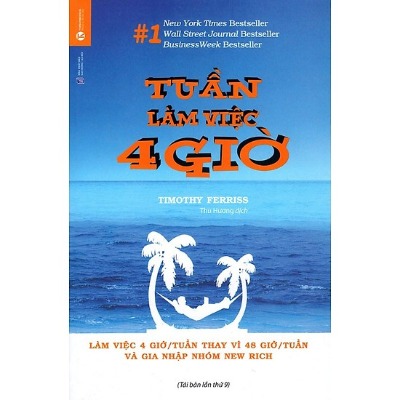 #1
New York Times Bestseller
Wall Street Journal Bestseller
BusinessWeek Bestseller
TUẦN
LÀM VIỆC
4 GIỜ
TIMOTHY FERRISS
Thu Hương dịch
LÀM VIỆC 4 GIỜ/TUẦN THAY VÌ 48 GIỜ/TUẦN
VÀ GIA NHẬP NHÓM NEW RICH
(Tái bản lần thứ 9)